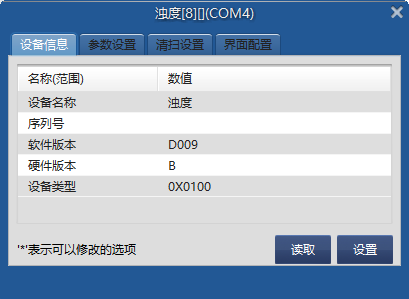 浊度[8][](COM4)
设备信息 参数设置 清扫设置 界面配置
名称(范围) 数值
设备名称 浊度
序列号
软件版本 D009
硬件版本 B
设备类型 0X0100
'*'表示可以修改的选项 读取 设置